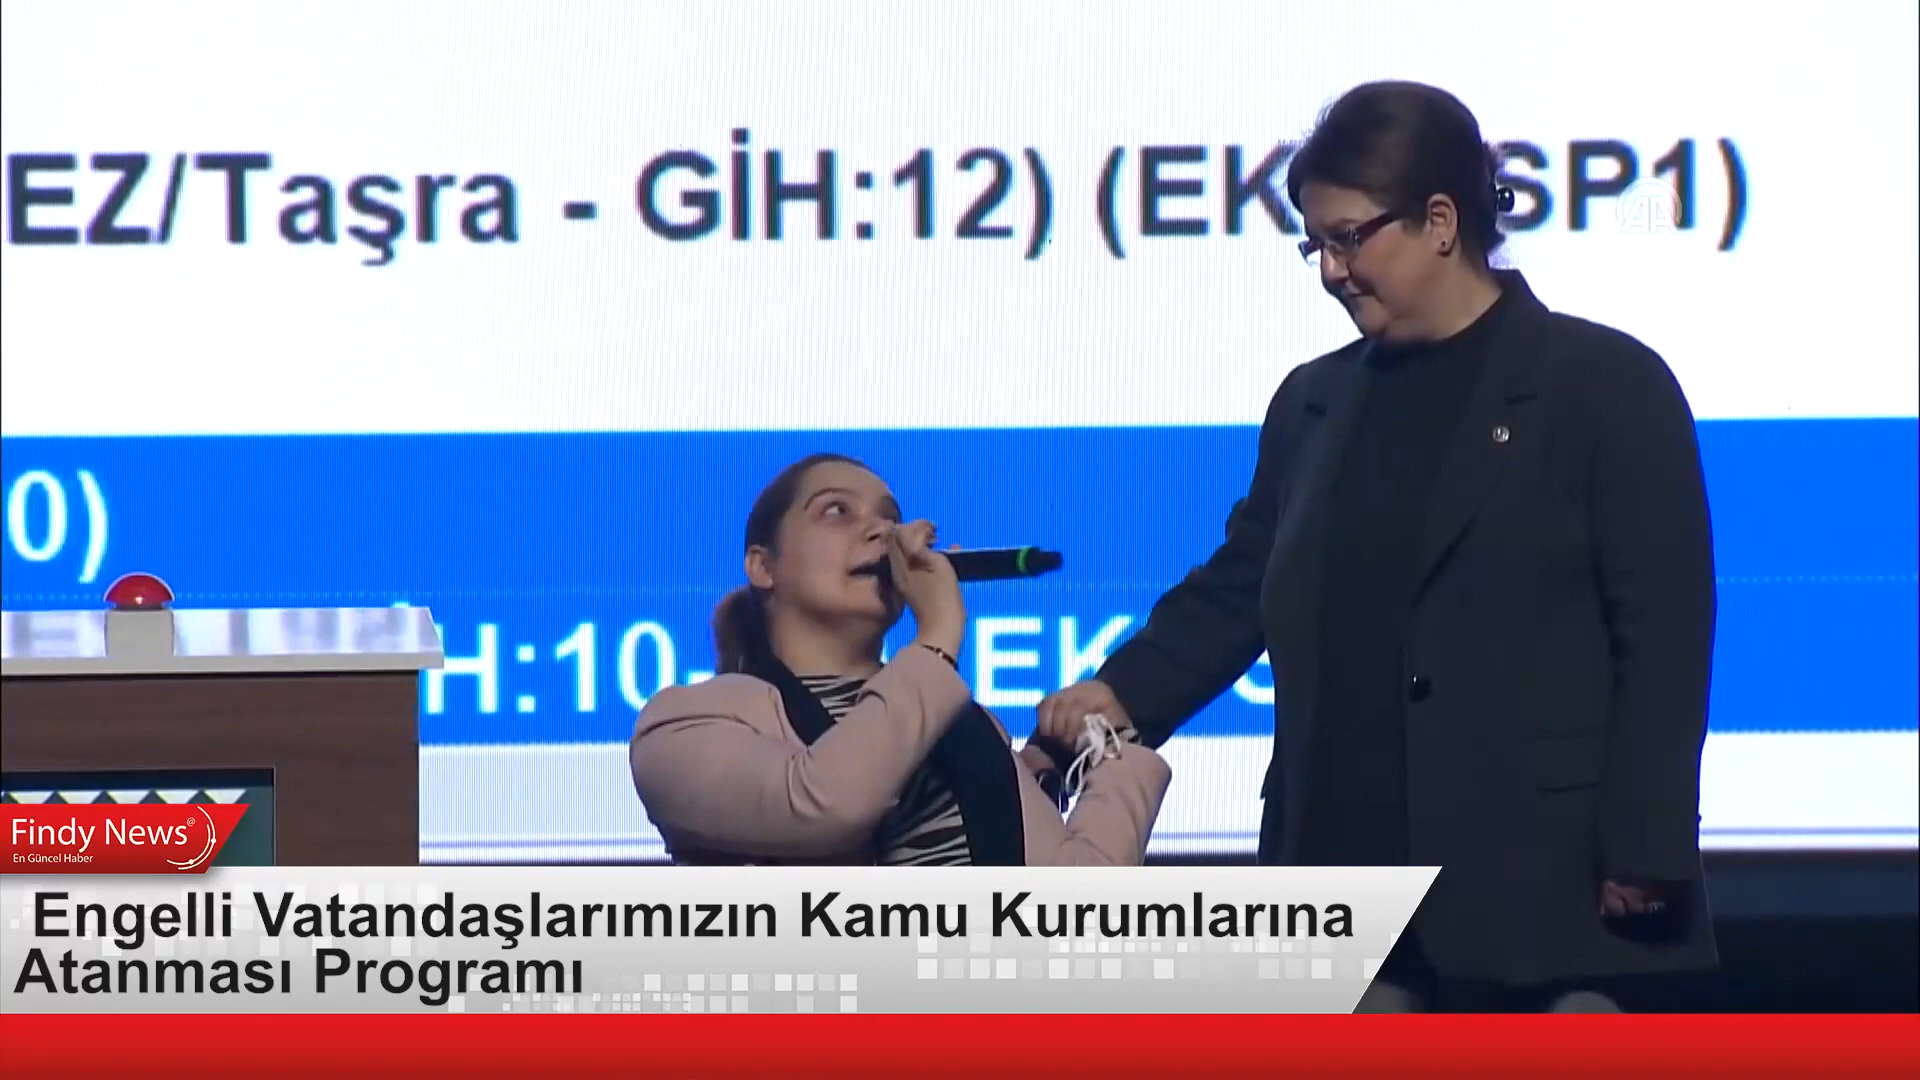 EZ/Taşra - GİH:12) (EK SP1)
AA
0)
H:10- EK
Findy News@
En Güncel Haber
Engelli Vatandaşlarımızın Kamu Kurumlarına
Atanması Programı